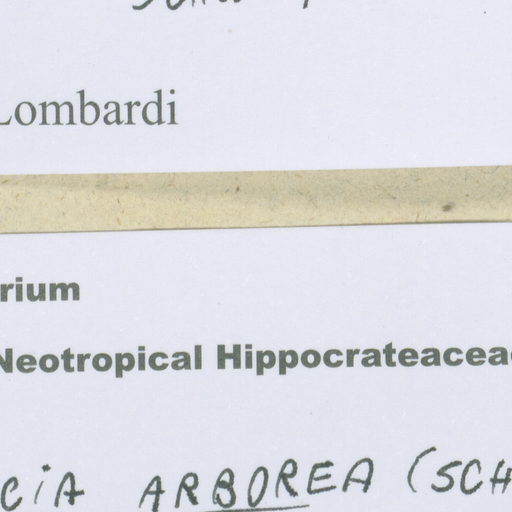 Lombardi
rium
Neotropical Hippocrateaceae
CiA ARBOREA (SCH